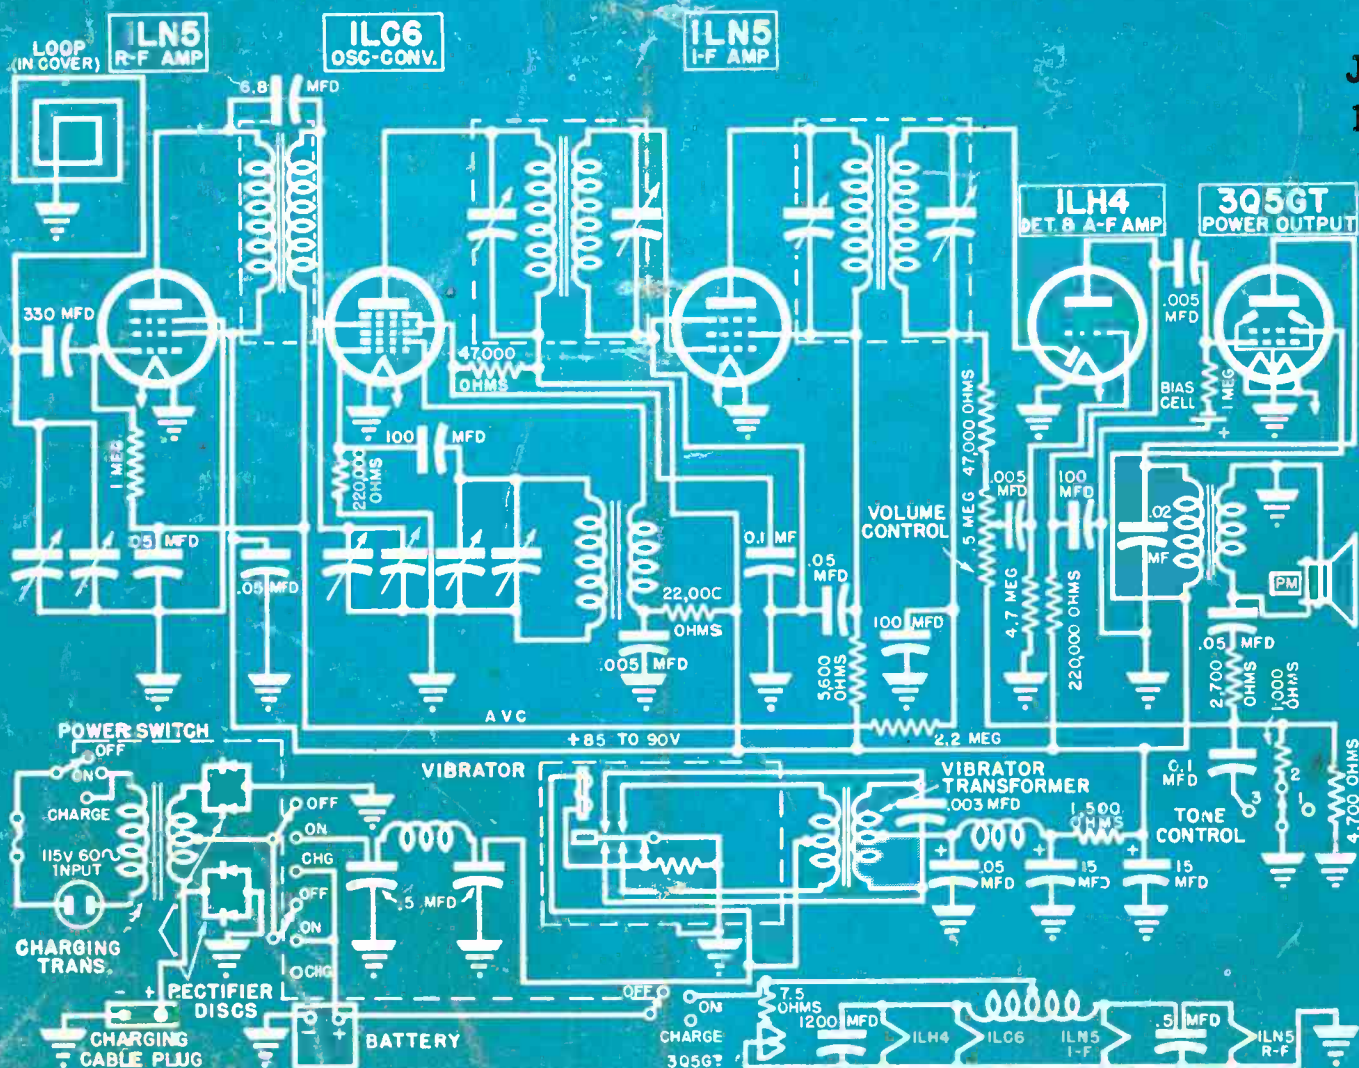 LOOP
(IN COVER)
1LN5
R-F AMP
1LC6
OSC-CONV.
1LN5
I-F AMP
J
1
6.8 MFD
1LH4
DET. & A-F AMP
3Q5GT
POWER OUTPUT
330 MFD
.005
MFD
47,000
OHMS
BIAS
CELL
1 MEG
+
1 MEG
100 MFD
220,000
OHMS
47,000 OHMS
.5 MEG
.005
MFD
100
MFD
VOLUME
CONTROL
.02
MF
.05 MFD
.05 MFD
0.1 MF
.05
MFD
PM
22,000
OHMS
4.7 MEG
220,000 OHMS
100 MFD
.005 MFD
5,600
OHMS
.05
MFD
2,700
OHMS
1,000
OHMS
AVC
+85 TO 90V
2.2 MEG
POWER SWITCH
OFF
ON
CHARGE
VIBRATOR
VIBRATOR
TRANSFORMER
.003 MFD
1,500
OHMS
0.1
MFD
3
2
1
TONE
CONTROL
4,700 OHMS
OFF
ON
CHG
115V 60~
INPUT
OFF
ON
CHG
.5 MFD
+
.05
MFD
+
15
MFD
+
15
MFD
CHARGING
TRANS.
RECTIFIER
DISCS
- +
CHARGING
CABLE PLUG
- +
BATTERY
OFF
ON
CHARGE
3Q5GT
7.5
OHMS
1200 MFD
1LH4
1LC6
1LN5
I-F
.5 MFD
1LN5
R-F